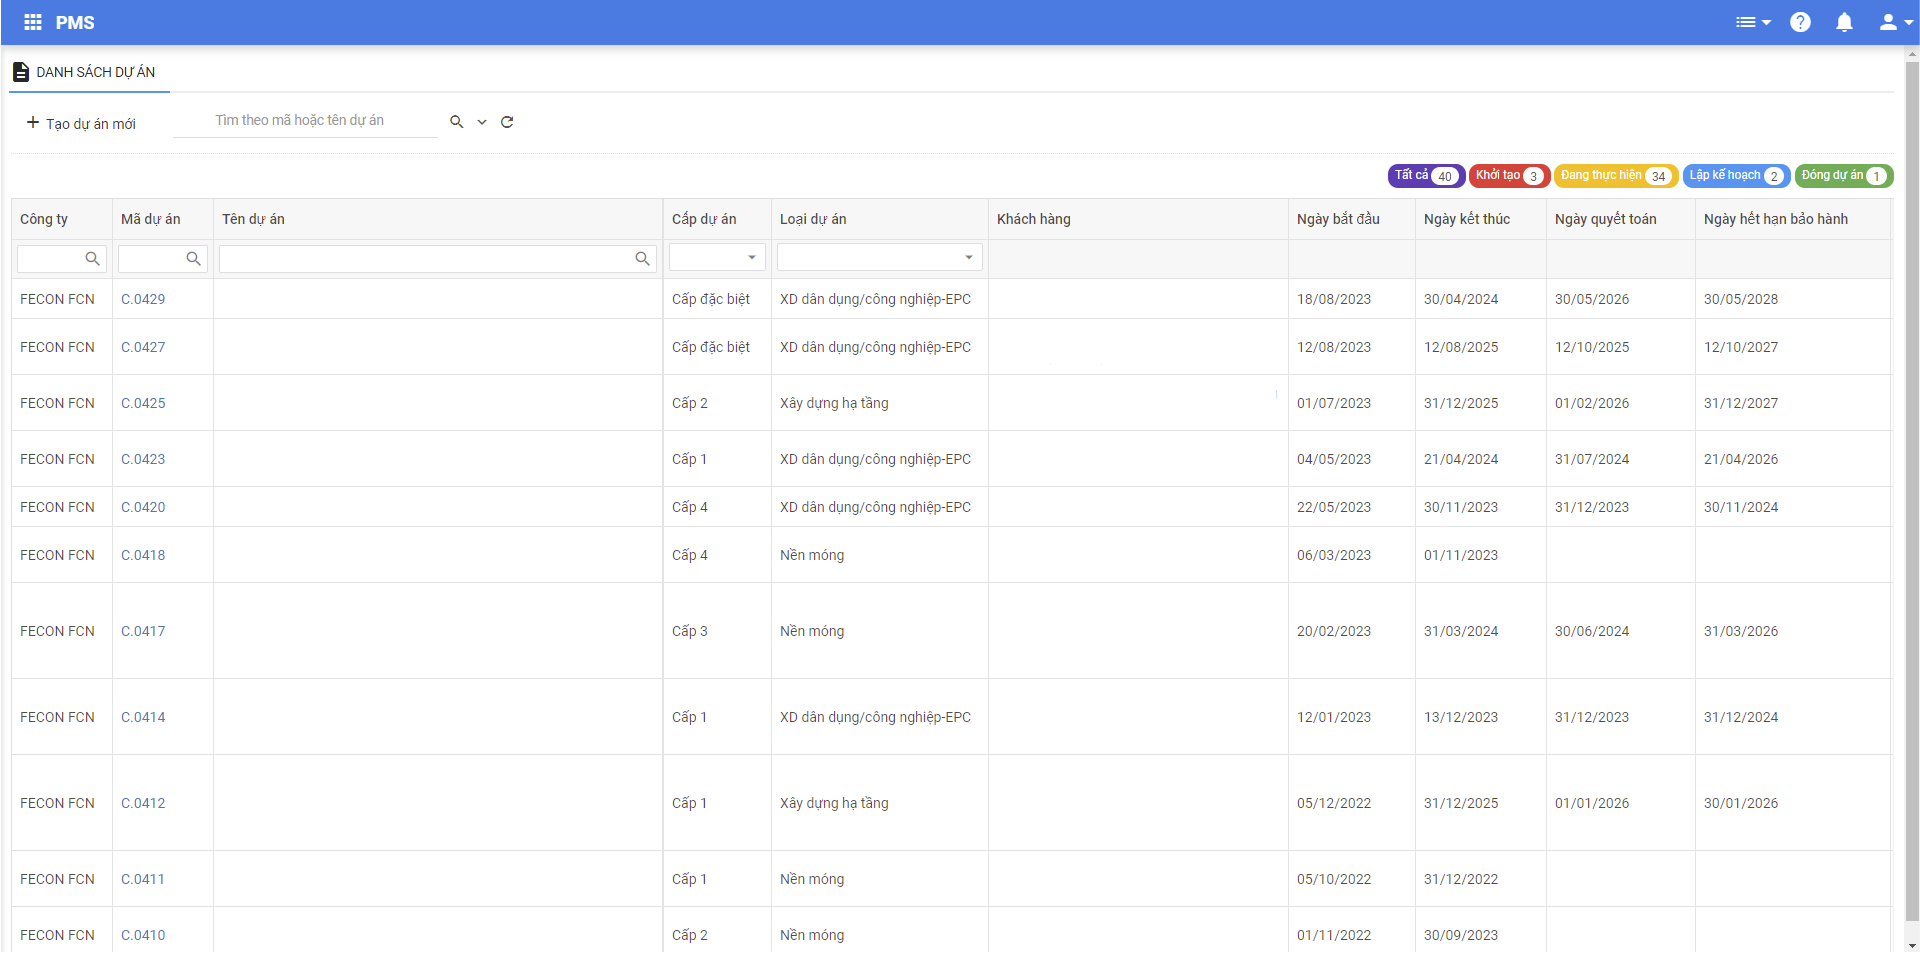 PMS
DANH SÁCH DỰ ÁN
Tạo dự án mới Tìm theo mã hoặc tên dự án
Tất cả 40 Khởi tạo 3 Đang thực hiện 34 Lập kế hoạch 2 Đóng dự án 1
Công ty Mã dự án Tên dự án Cấp dự án Loại dự án Khách hàng Ngày bắt đầu Ngày kết thúc Ngày quyết toán Ngày hết hạn bảo hành
FECON FCN C.0429 Cấp đặc biệt XD dân dụng/công nghiệp-EPC 18/08/2023 30/04/2024 30/05/2026 30/05/2028
FECON FCN C.0427 Cấp đặc biệt XD dân dụng/công nghiệp-EPC 12/08/2023 12/08/2025 12/10/2025 12/10/2027
FECON FCN C.0425 Cấp 2 Xây dựng hạ tầng 01/07/2023 31/12/2025 01/02/2026 31/12/2027
FECON FCN C.0423 Cấp 1 XD dân dụng/công nghiệp-EPC 04/05/2023 21/04/2024 31/07/2024 21/04/2026
FECON FCN C.0420 Cấp 4 XD dân dụng/công nghiệp-EPC 22/05/2023 30/11/2023 31/12/2023 30/11/2024
FECON FCN C.0418 Cấp 4 Nền móng 06/03/2023 01/11/2023
FECON FCN C.0417 Cấp 3 Nền móng 20/02/2023 31/03/2024 30/06/2024 31/03/2026
FECON FCN C.0414 Cấp 1 XD dân dụng/công nghiệp-EPC 12/01/2023 13/12/2023 31/12/2023 31/12/2024
FECON FCN C.0412 Cấp 1 Xây dựng hạ tầng 05/12/2022 31/12/2025 01/01/2026 30/01/2026
FECON FCN C.0411 Cấp 1 Nền móng 05/10/2022 31/12/2022
FECON FCN C.0410 Cấp 2 Nền móng 01/11/2022 30/09/2023